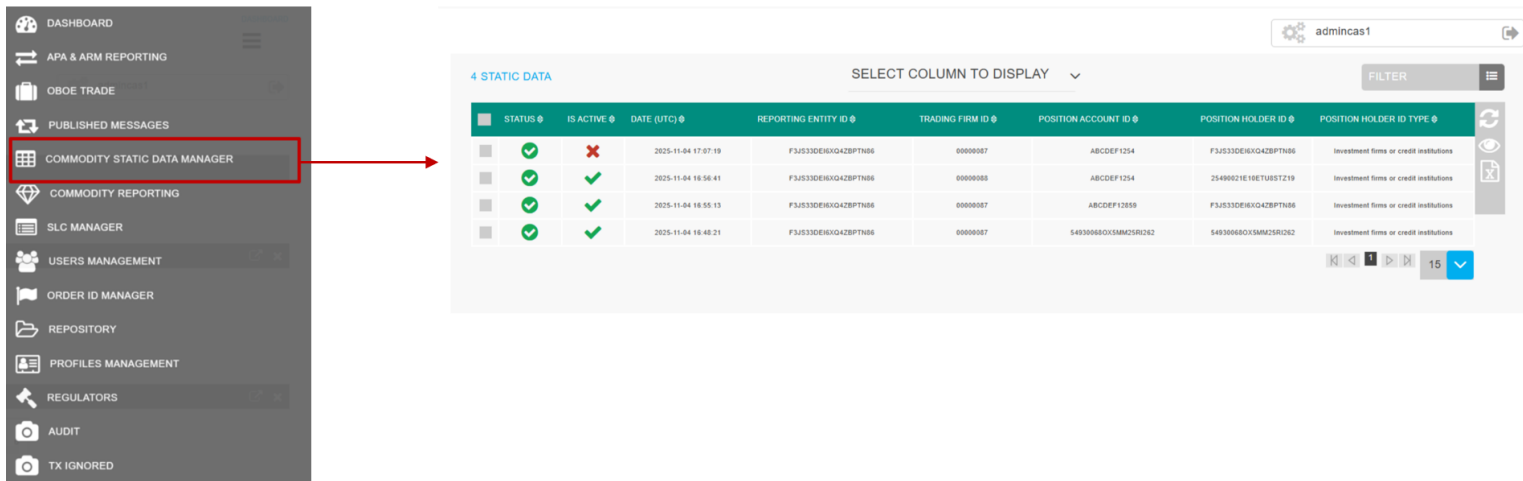 DASHBOARD
APA & ARM REPORTING
OBOE TRADE
PUBLISHED MESSAGES
COMMODITY STATIC DATA MANAGER
COMMODITY REPORTING
SLC MANAGER
USERS MANAGEMENT
ORDER ID MANAGER
REPOSITORY
PROFILES MANAGEMENT
REGULATORS
AUDIT
TX IGNORED
admincas1
4 STATIC DATA SELECT COLUMN TO DISPLAY FILTER
STATUS IS ACTIVE DATE (UTC) REPORTING ENTITY ID TRADING FIRM ID POSITION ACCOUNT ID POSITION HOLDER ID POSITION HOLDER ID TYPE
2025-11-04 17:07:19 F3JS33DEI6XQ4ZBPTN86 00000087 ABCDEF1254 F3JS33DEI6XQ4ZBPTN86 Investment firms or credit institutions
2025-11-04 16:56:41 F3JS33DEI6XQ4ZBPTN86 00000088 ABCDEF1254 25490021E10ETU8STZ19 Investment firms or credit institutions
2025-11-04 16:55:13 F3JS33DEI6XQ4ZBPTN86 00000087 ABCDEF12859 F3JS33DEI6XQ4ZBPTN86 Investment firms or credit institutions
2025-11-04 16:48:21 F3JS33DEI6XQ4ZBPTN86 00000087 549300680X5MM25RI262 549300680X5MM25RI262 Investment firms or credit institutions
1 15